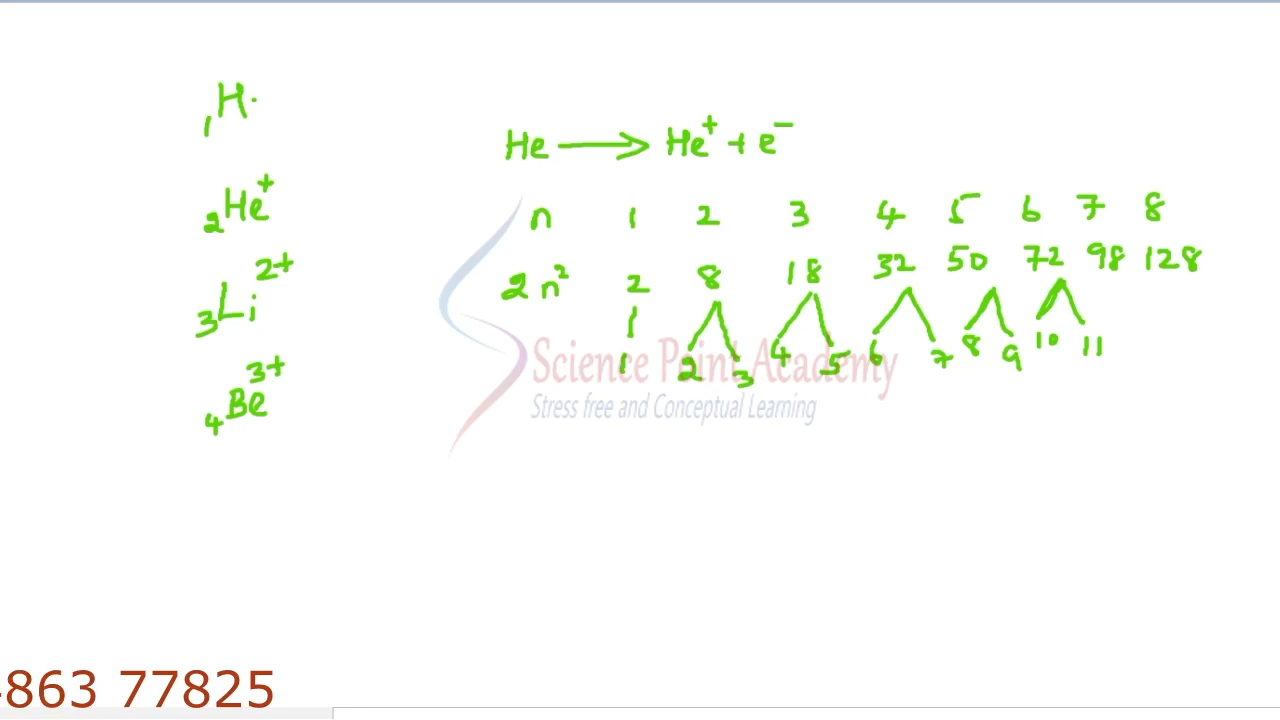 ₁H·
He ⟶ He⁺ + e⁻
₂He⁺
n 1 2 3 4 5 6 7 8
2n² 2 8 18 32 50 72 98 128
₃Li²⁺
1 2 3 4 5 6 7 8 9 10 11
Science Point Academy
Stress free and Conceptual Learning
₄Be³⁺
863 77825